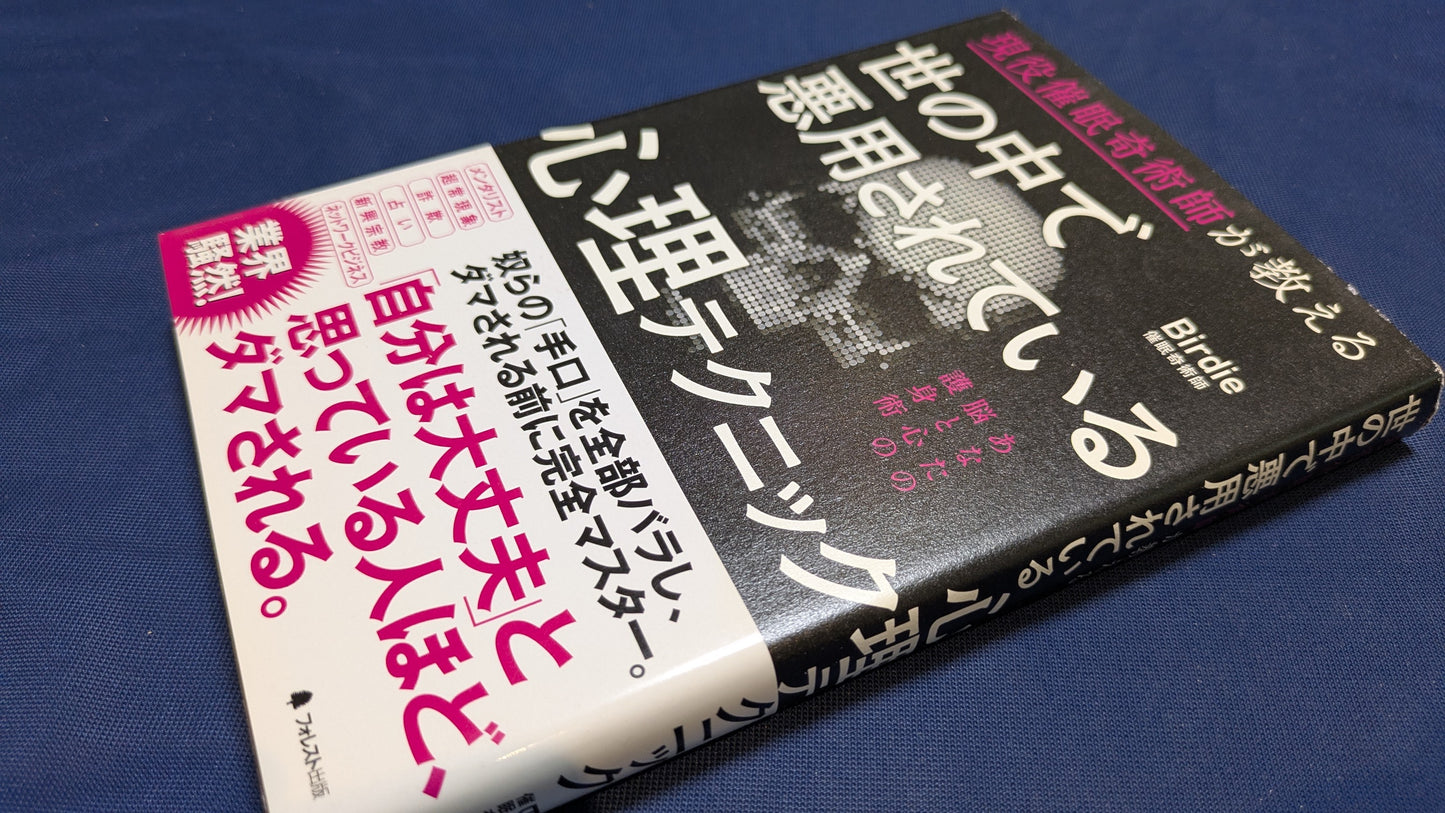 現役催眠奇術師が教える
世の中で
悪用されている
心理テクニック
Birdie
催眠奇術師
あなたの
脳と心の
護身術
メンタリスト
超常現象
詐欺
占い
新興宗教
ネットワークビジネス
業界
騒然!
奴らの「手口」を全部バラし、
ダマされる前に完全マスター。
「自分は大丈夫」と
思っている人ほど、
ダマされる。
フォレスト出版
世の中で悪用されている
心理テクニック